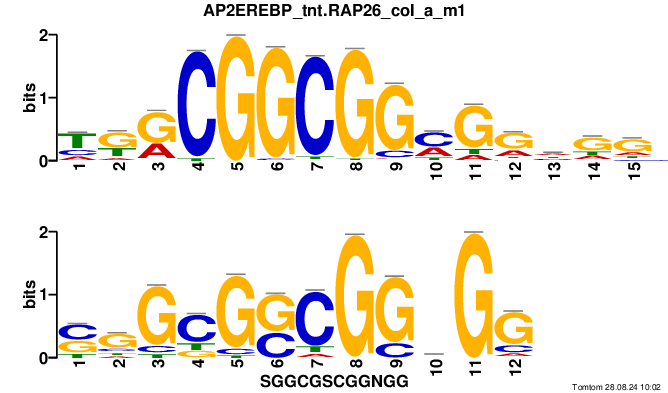 AP2EREBP_tnt.RAP26_col_a_m1
2
bits
1
0
T G G C G G C G G C G G G G
C T A C A T A
1 2 3 4 5 6 7 8 9 10 11 12 13 14 15
2
bits
1
0
C G G C G G C G G G G
G C T C C T C C
1 2 3 4 5 6 7 8 9 10 11 12
SGGCGSCGGNGG
Tomtom 28.08.24 10:02